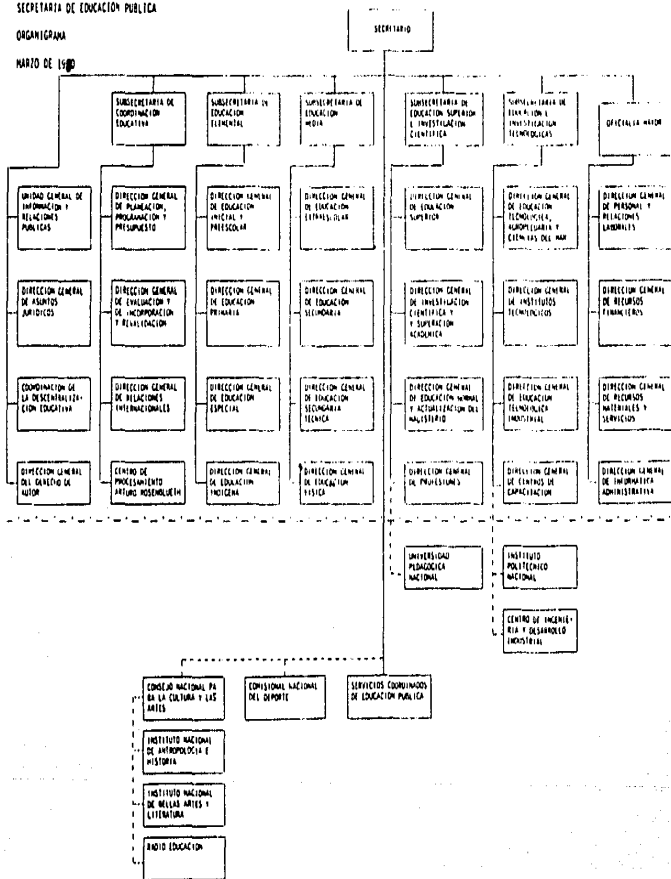 SECRETARIA DE EDUCACION PUBLICA
ORGANIGRAMA
MARZO DE
SECRETARIO
SUBSECRETARIA DE
COORDINACION
EDUCATIVA
SUBSECRETARIA DE
EDUCACION
ELEMENTAL
SUBSECRETARIA DE
EDUCACION
MEDIA
SUBSECRETARIA DE
EDUCACION SUPERIOR
E INVESTIGACION
CIENTIFICA
SUBSECRETARIA DE
EDUCACION E
INVESTIGACION
TECNOLOGICAS
OFICIALIA MAYOR
UNIDAD GENERAL DE
INFORMACION Y
RELACIONES
PUBLICAS
DIRECCION GENERAL
DE PLANEACION,
PROGRAMACION Y
PRESUPUESTO
DIRECCION GENERAL
DE EDUCACION
INICIAL Y
PREESCOLAR
DIRECCION GENERAL
DE EDUCACION
EXTRAESCOLAR
DIRECCION GENERAL
DE EDUCACION
SUPERIOR
DIRECCION GENERAL
DE EDUCACION
TECNOLOGICA,
AGROPECUARIA Y
CIENCIAS DEL MAR
DIRECCION GENERAL
DE PERSONAL Y
RELACIONES
LABORALES
DIRECCION GENERAL
DE ASUNTOS
JURIDICOS
DIRECCION GENERAL
DE EVALUACION Y
DE INCORPORACION
Y REVALIDACION
DIRECCION GENERAL
DE EDUCACION
PRIMARIA
DIRECCION GENERAL
DE EDUCACION
SECUNDARIA
DIRECCION GENERAL
DE INVESTIGACION
CIENTIFICA Y
Y SUPERACION
ACADEMICA
DIRECCION GENERAL
DE INSTITUTOS
TECNOLOGICOS
DIRECCION GENERAL
DE RECURSOS
FINANCIEROS
COORDINACION DE
LA DESCENTRALIZA-
CION EDUCATIVA
DIRECCION GENERAL
DE RELACIONES
INTERNACIONALES
DIRECCION GENERAL
DE EDUCACION
ESPECIAL
DIRECCION GENERAL
DE EDUCACION
SECUNDARIA
TECNICA
DIRECCION GENERAL
DE EDUCACION NORMAL
Y ACTUALIZACION DEL
MAGISTERIO
DIRECCION GENERAL
DE EDUCACION
TECNOLOGICA
INDUSTRIAL
DIRECCION GENERAL
DE RECURSOS
MATERIALES Y
SERVICIOS
DIRECCION GENERAL
DEL DERECHO DE
AUTOR
CENTRO DE
PROCESAMIENTO
ARTURO ROSENBLUETH
DIRECCION GENERAL
DE EDUCACION
INDIGENA
DIRECCION GENERAL
DE EDUCACION
FISICA
DIRECCION GENERAL
DE PROFESIONES
DIRECCION GENERAL
DE CENTROS DE
CAPACITACION
DIRECCION GENERAL
DE INFORMATICA
ADMINISTRATIVA
UNIVERSIDAD
PEDAGOGICA
NACIONAL
INSTITUTO
POLITECNICO
NACIONAL
CENTRO DE INGENIE-
RIA Y DESARROLLO
INDUSTRIAL
CONSEJO NACIONAL PA
RA LA CULTURA Y LAS
ARTES
COMISIONAL NACIONAL
DEL DEPORTE
SERVICIOS COORDINADOS
DE EDUCACION PUBLICA
INSTITUTO NACIONAL
DE ANTROPOLOGIA E
HISTORIA
INSTITUTO NACIONAL
DE BELLAS ARTES Y
LITERATURA
RADIO EDUCACION